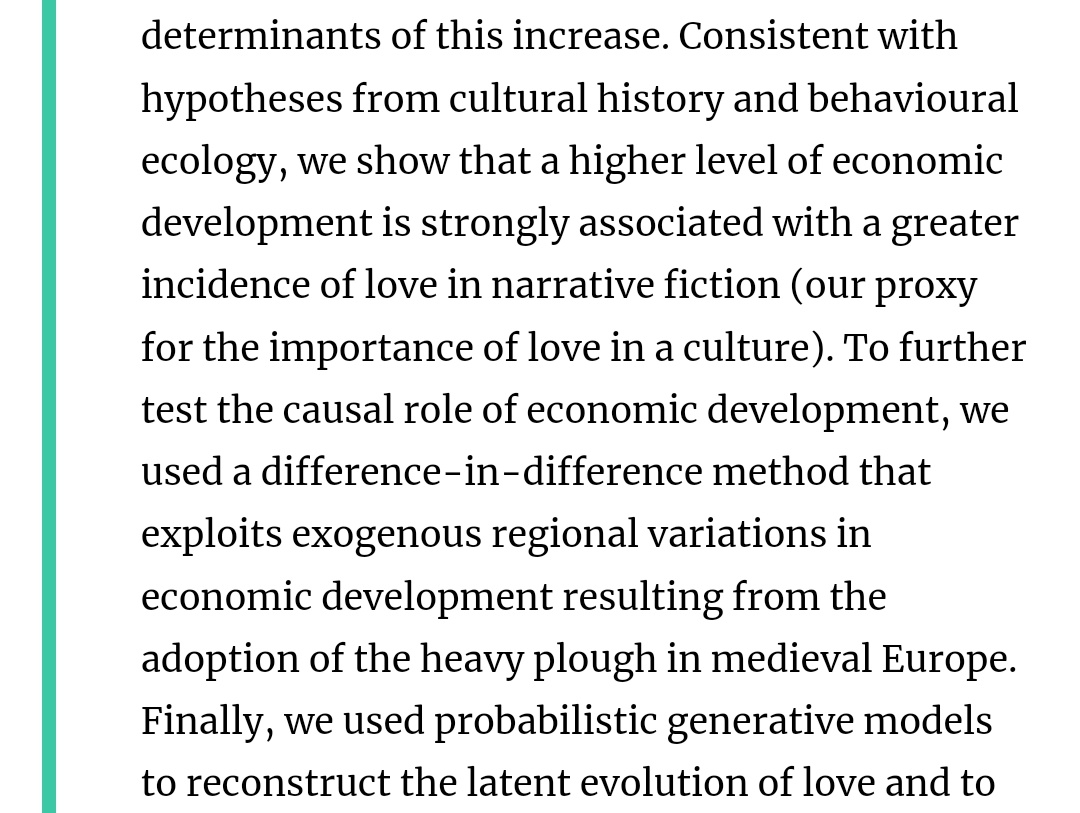 determinants of this increase. Consistent with
hypotheses from cultural history and behavioural
ecology, we show that a higher level of economic
development is strongly associated with a greater
incidence of love in narrative fiction (our proxy
for the importance of love in a culture). To further
test the causal role of economic development, we
used a difference-in-difference method that
exploits exogenous regional variations in
economic development resulting from the
adoption of the heavy plough in medieval Europe.
Finally, we used probabilistic generative models
to reconstruct the latent evolution of love and to